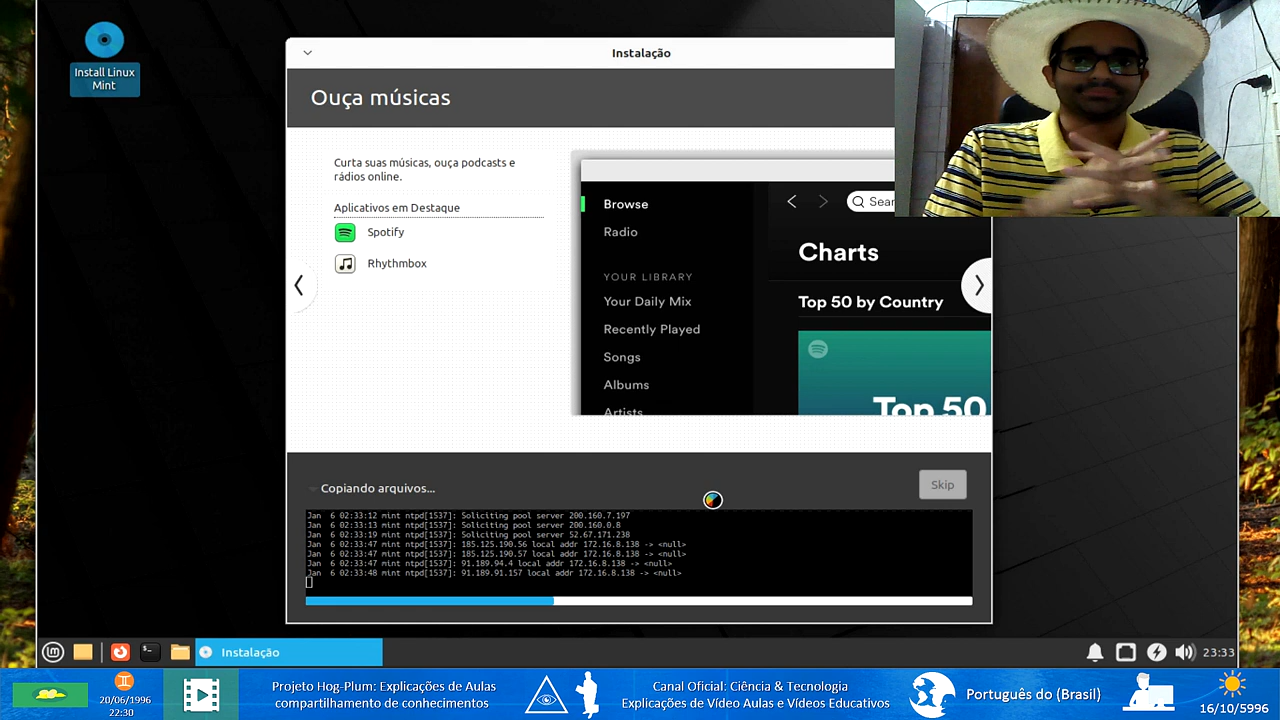 Install Linux
Mint
Instalação
Ouça músicas
Curta suas músicas, ouça podcasts e
rádios online.
Aplicativos em Destaque
Spotify
Rhythmbox
Browse
Radio
YOUR LIBRARY
Your Daily Mix
Recently Played
Songs
Albums
Artists
Sear
Charts
Top 50 by Country
Top 50
Copiando arquivos...
Skip
Jan  6 02:33:12 mint ntpd[1537]: Soliciting pool server 200.160.7.197
Jan  6 02:33:13 mint ntpd[1537]: Soliciting pool server 200.160.0.8
Jan  6 02:33:19 mint ntpd[1537]: Soliciting pool server 52.67.171.238
Jan  6 02:33:47 mint ntpd[1537]: 185.125.190.56 local addr 172.16.8.138 -> <null>
Jan  6 02:33:47 mint ntpd[1537]: 185.125.190.57 local addr 172.16.8.138 -> <null>
Jan  6 02:33:47 mint ntpd[1537]: 91.189.94.4 local addr 172.16.8.138 -> <null>
Jan  6 02:33:48 mint ntpd[1537]: 91.189.91.157 local addr 172.16.8.138 -> <null>
Instalação
23:33
20/06/1996
22:30
Projeto Hog-Plum: Explicações de Aulas
compartilhamento de conhecimentos
Canal Oficial: Ciência & Tecnologia
Explicações de Vídeo Aulas e Vídeos Educativos
Português do (Brasil)
16/10/5996